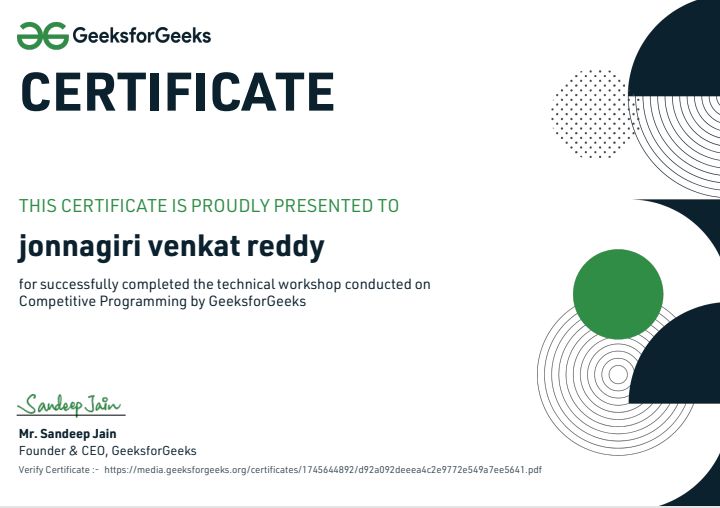 GeeksforGeeks
CERTIFICATE
THIS CERTIFICATE IS PROUDLY PRESENTED TO
jonnagiri venkat reddy
for successfully completed the technical workshop conducted on
Competitive Programming by GeeksforGeeks
Sandeep Jain
Mr. Sandeep Jain
Founder & CEO, GeeksforGeeks
Verify Certificate :- https://media.geeksforgeeks.org/certificates/1745644892/d92a092deeea4c2e9772e549a7ee5641.pdf